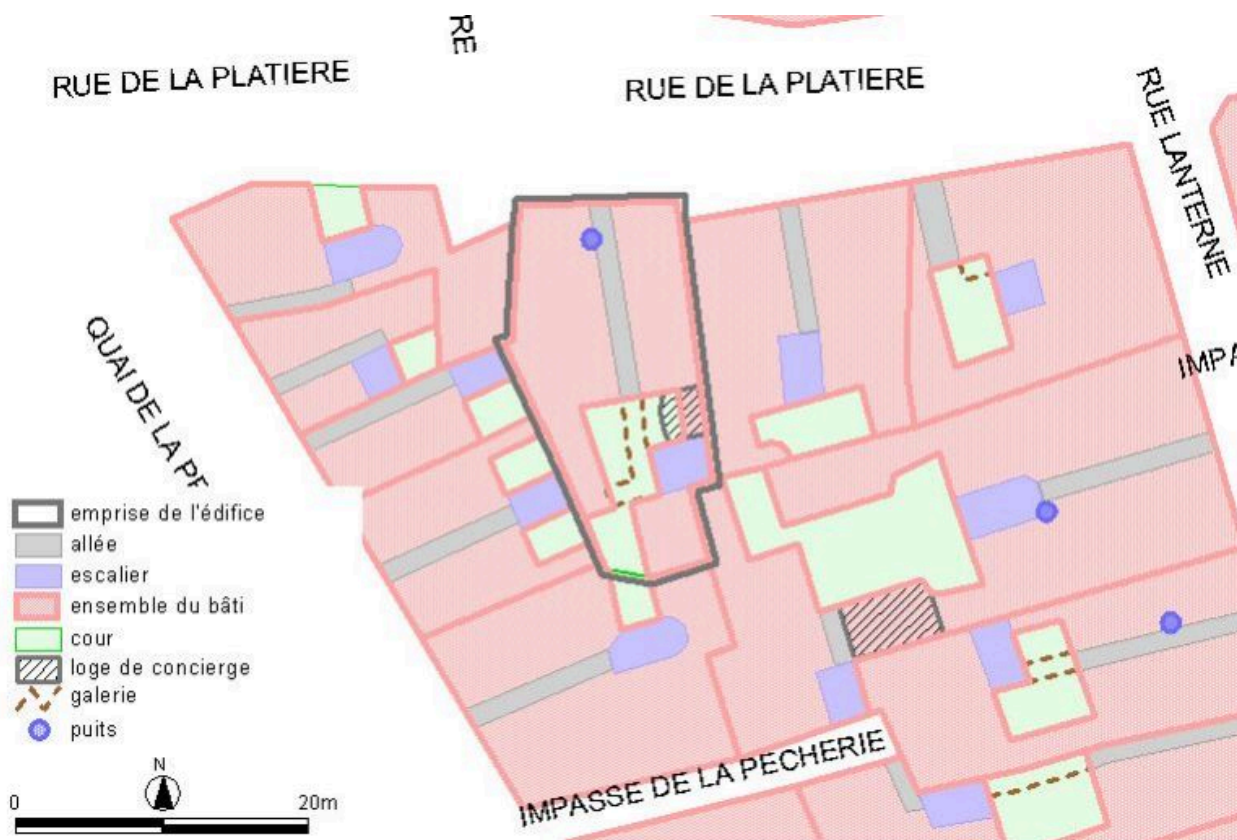 RE
RUE DE LA PLATIERE
RUE DE LA PLATIERE
RUE LANTERNE
IMPA
QUAI DE LA PE
emprise de l'édifice
allée
escalier
ensemble du bâti
cour
loge de concierge
galerie
puits
N
0
20m
IMPASSE DE LA PECHERIE